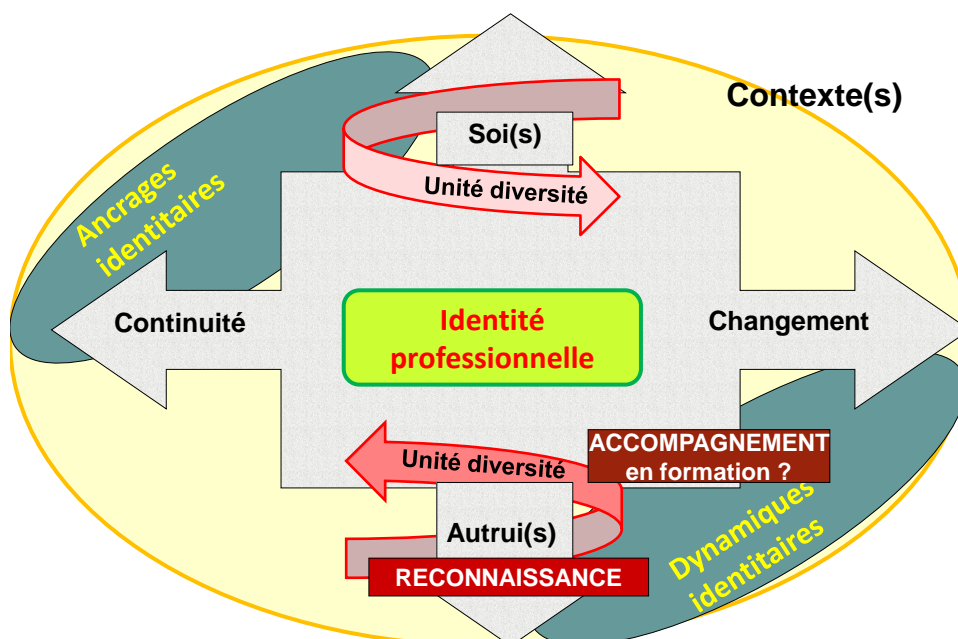 Contexte(s)
Soi(s)
Unité diversité
Ancrages
identitaires
Continuité
Identité
professionnelle
Changement
ACCOMPAGNEMENT
en formation ?
Unité diversité
Autrui(s)
RECONNAISSANCE
Dynamiques
identitaires